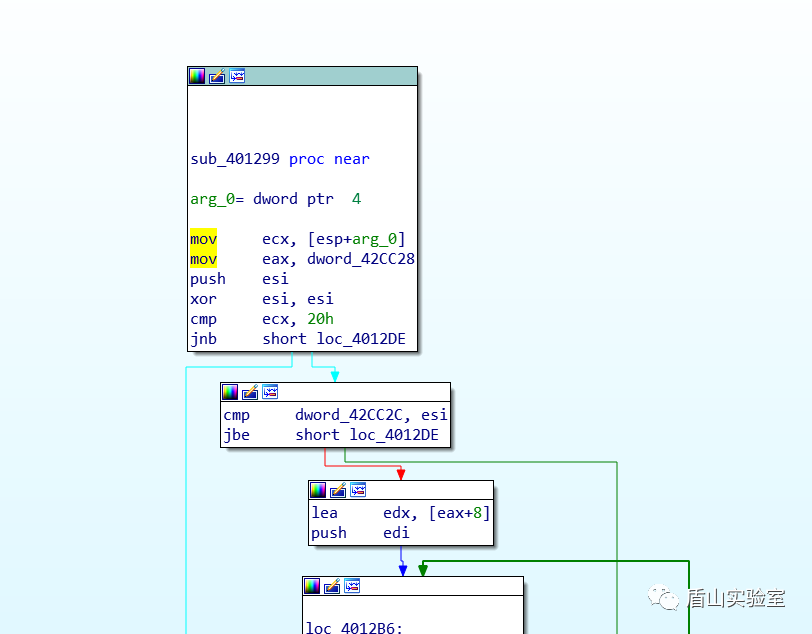 sub_401299 proc near
arg_0= dword ptr  4
mov     ecx, [esp+arg_0]
mov     eax, dword_42CC28
push    esi
xor     esi, esi
cmp     ecx, 20h
jnb     short loc_4012DE
cmp     dword_42CC2C, esi
jbe     short loc_4012DE
lea     edx, [eax+8]
push    edi
loc_4012B6:
盾山实验室